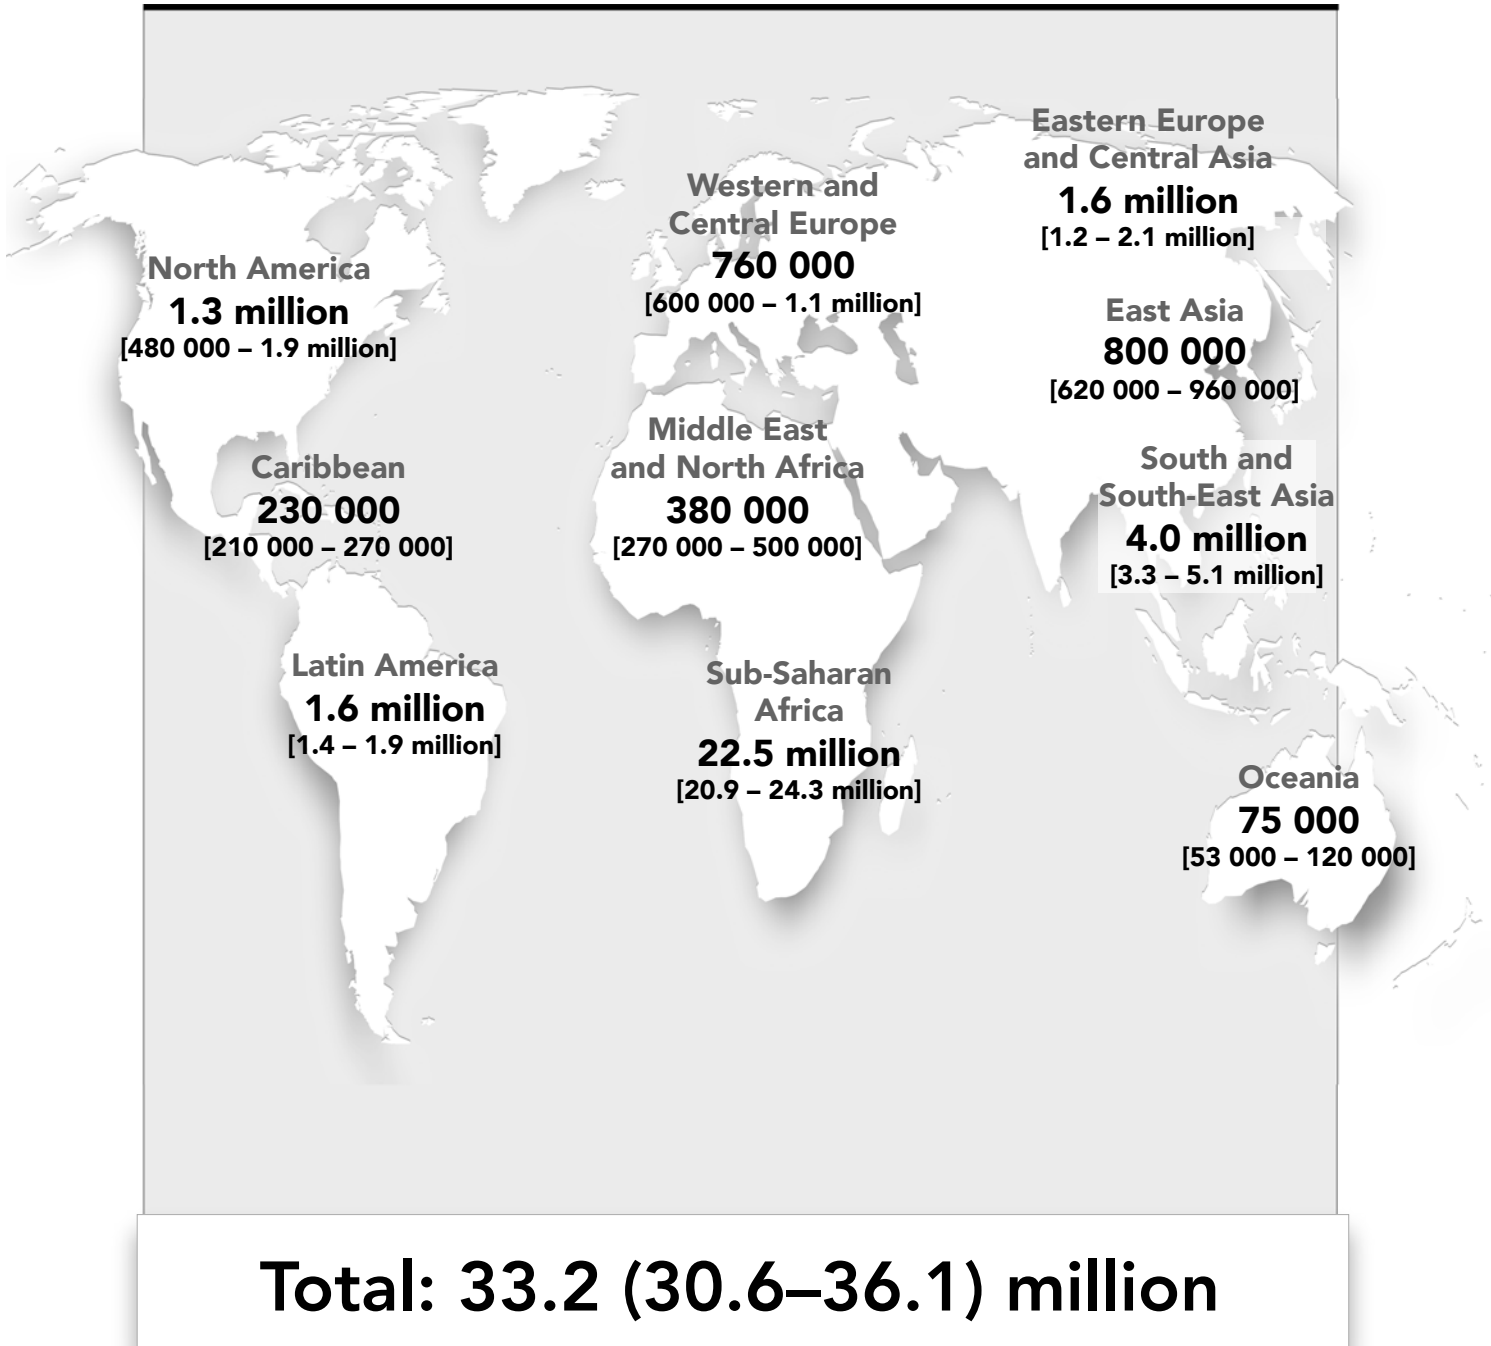 Eastern Europe
and Central Asia
1.6 million
[1.2 – 2.1 million]
Western and
Central Europe
760 000
[600 000 – 1.1 million]
North America
1.3 million
[480 000 – 1.9 million]
East Asia
800 000
[620 000 – 960 000]
Middle East
and North Africa
380 000
[270 000 – 500 000]
Caribbean
230 000
[210 000 – 270 000]
South and
South-East Asia
4.0 million
[3.3 – 5.1 million]
Latin America
1.6 million
[1.4 – 1.9 million]
Sub-Saharan
Africa
22.5 million
[20.9 – 24.3 million]
Oceania
75 000
[53 000 – 120 000]
Total: 33.2 (30.6–36.1) million